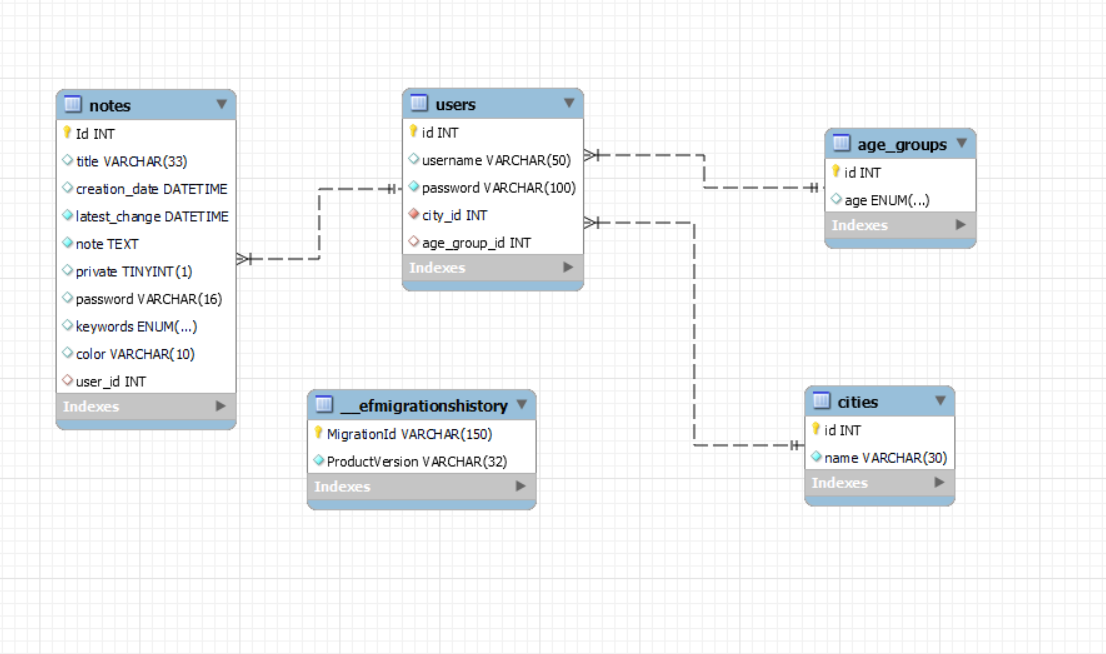 notes
Id INT
title VARCHAR(33)
creation_date DATETIME
latest_change DATETIME
note TEXT
private TINYINT(1)
password VARCHAR(16)
keywords ENUM(...)
color VARCHAR(10)
user_id INT
Indexes
users
id INT
username VARCHAR(50)
password VARCHAR(100)
city_id INT
age_group_id INT
Indexes
age_groups
id INT
age ENUM(...)
Indexes
__efmigrationshistory
MigrationId VARCHAR(150)
ProductVersion VARCHAR(32)
Indexes
cities
id INT
name VARCHAR(30)
Indexes